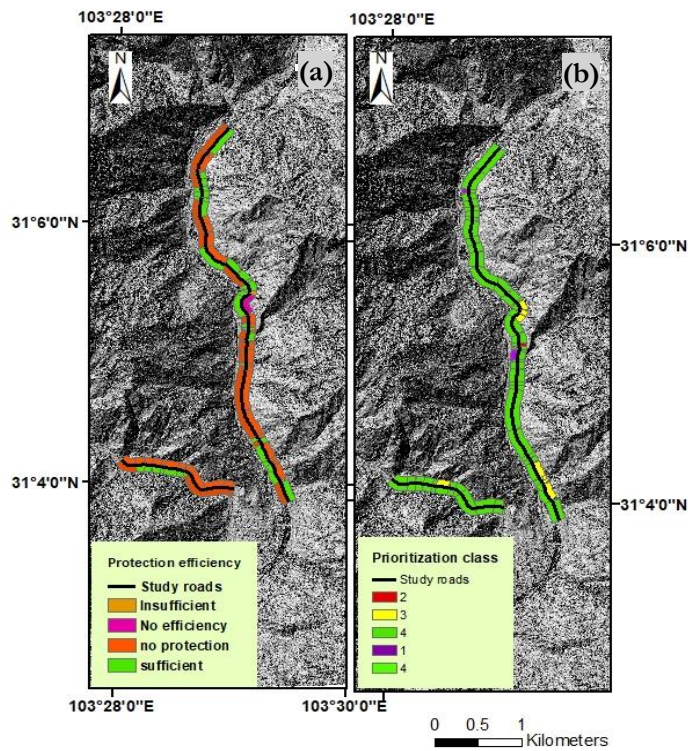 103°28'0"E
103°28'0"E
N
(a)
N
(b)
31°6'0"N
31°6'0"N
31°4'0"N
31°4'0"N
Protection efficiency
Study roads
Insufficient
No efficiency
no protection
sufficient
Prioritization class
Study roads
2
3
4
1
4
103°28'0"E
103°30'0"E
0 0.5 1
Kilometers